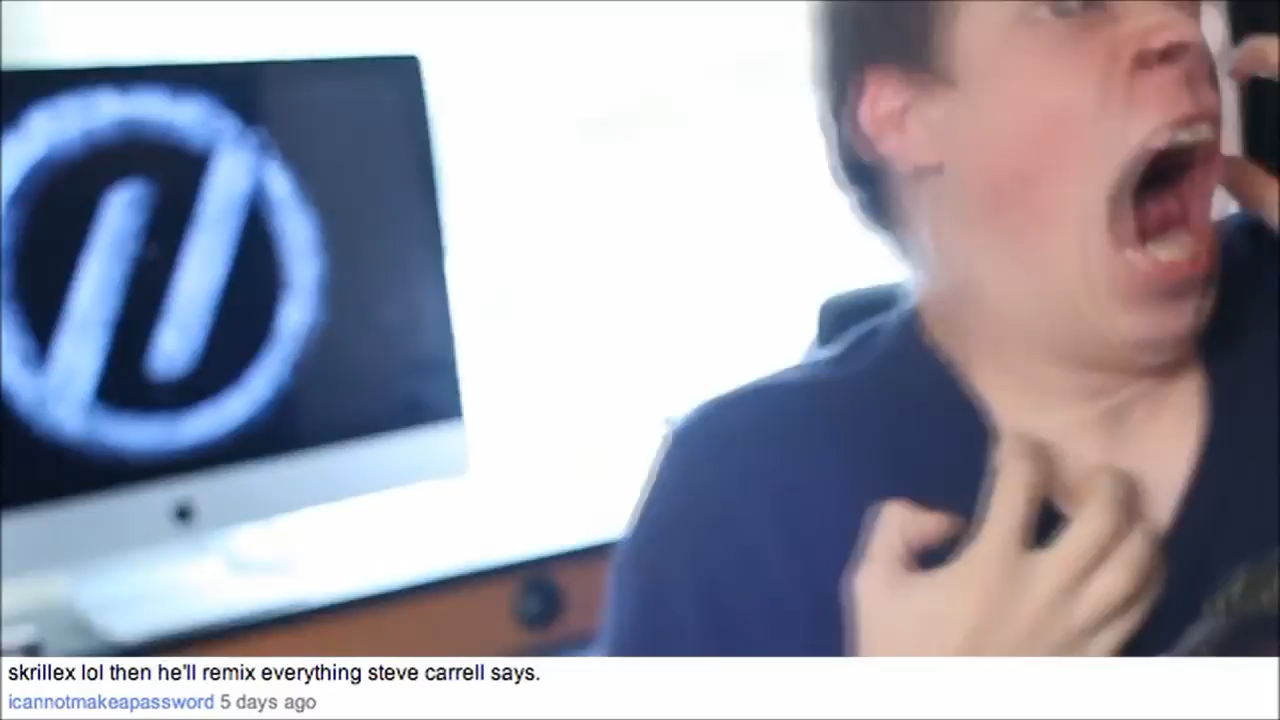 skrillex lol then he'll remix everything steve carrell says.
icannotmakeapassword 5 days ago